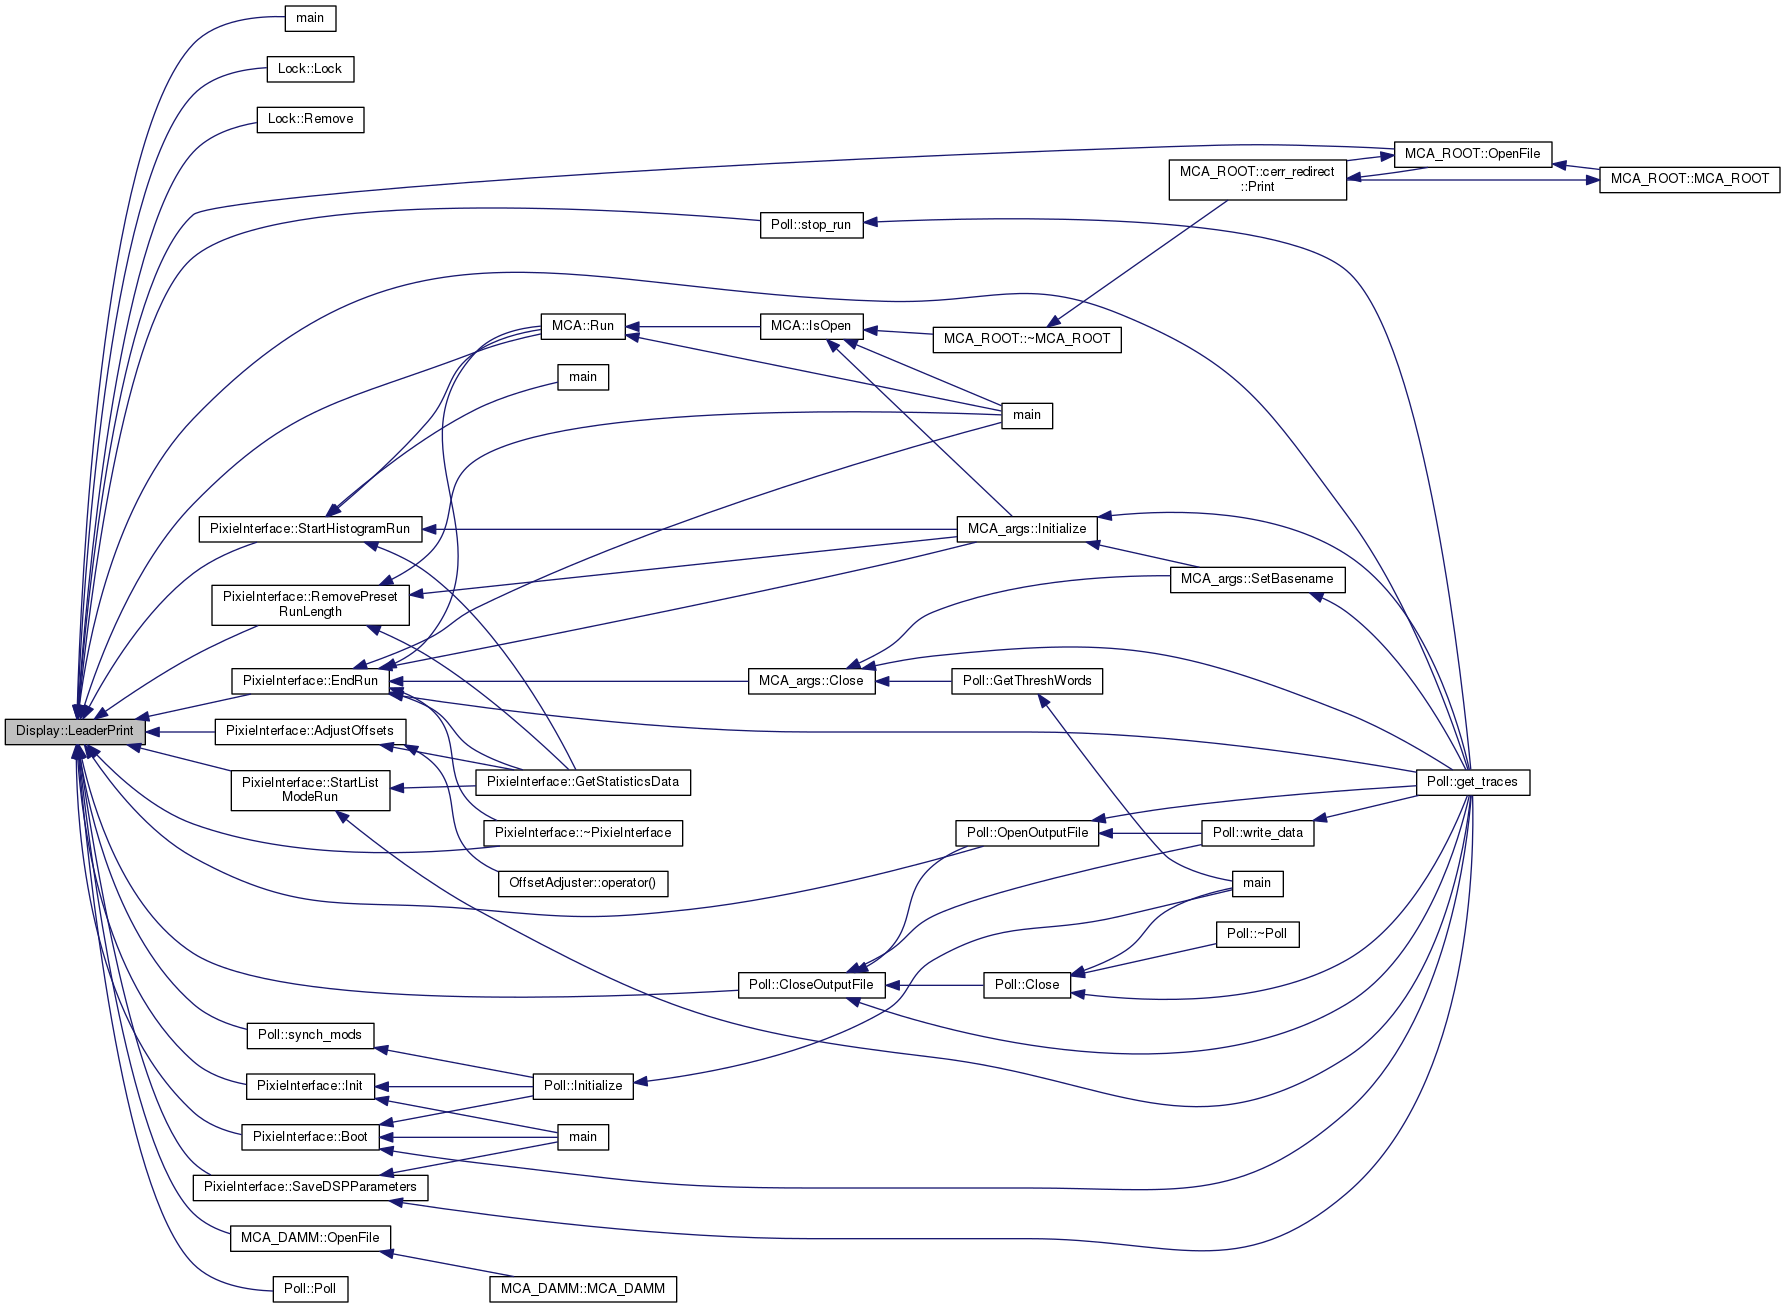 main
Lock::Lock
Lock::Remove
MCA_ROOT::OpenFile
MCA_ROOT::cerr_redirect
::Print
MCA_ROOT::MCA_ROOT
Poll::stop_run
MCA::Run
MCA::IsOpen
MCA_ROOT::~MCA_ROOT
main
main
PixieInterface::StartHistogramRun
MCA_args::Initialize
MCA_args::SetBasename
PixieInterface::RemovePreset
RunLength
PixieInterface::EndRun
MCA_args::Close
Poll::GetThreshWords
Display::LeaderPrint
PixieInterface::AdjustOffsets
PixieInterface::StartList
ModeRun
PixieInterface::GetStatisticsData
Poll::get_traces
PixieInterface::~PixieInterface
Poll::OpenOutputFile
Poll::write_data
OffsetAdjuster::operator()
main
Poll::~Poll
Poll::CloseOutputFile
Poll::Close
Poll::synch_mods
PixieInterface::Init
Poll::Initialize
PixieInterface::Boot
main
PixieInterface::SaveDSPParameters
MCA_DAMM::OpenFile
Poll::Poll
MCA_DAMM::MCA_DAMM